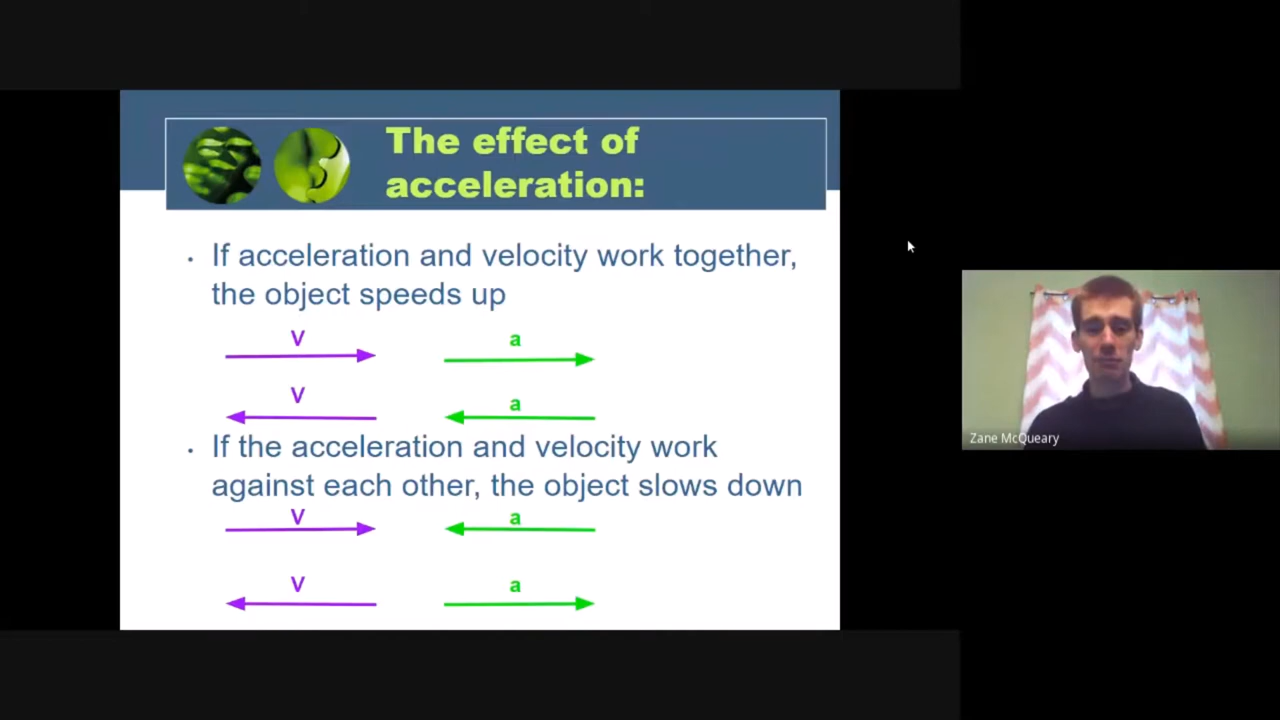 The effect of
acceleration:
• If acceleration and velocity work together,
the object speeds up
V a
V a
• If the acceleration and velocity work
against each other, the object slows down
V a
V a
Zane McQueary